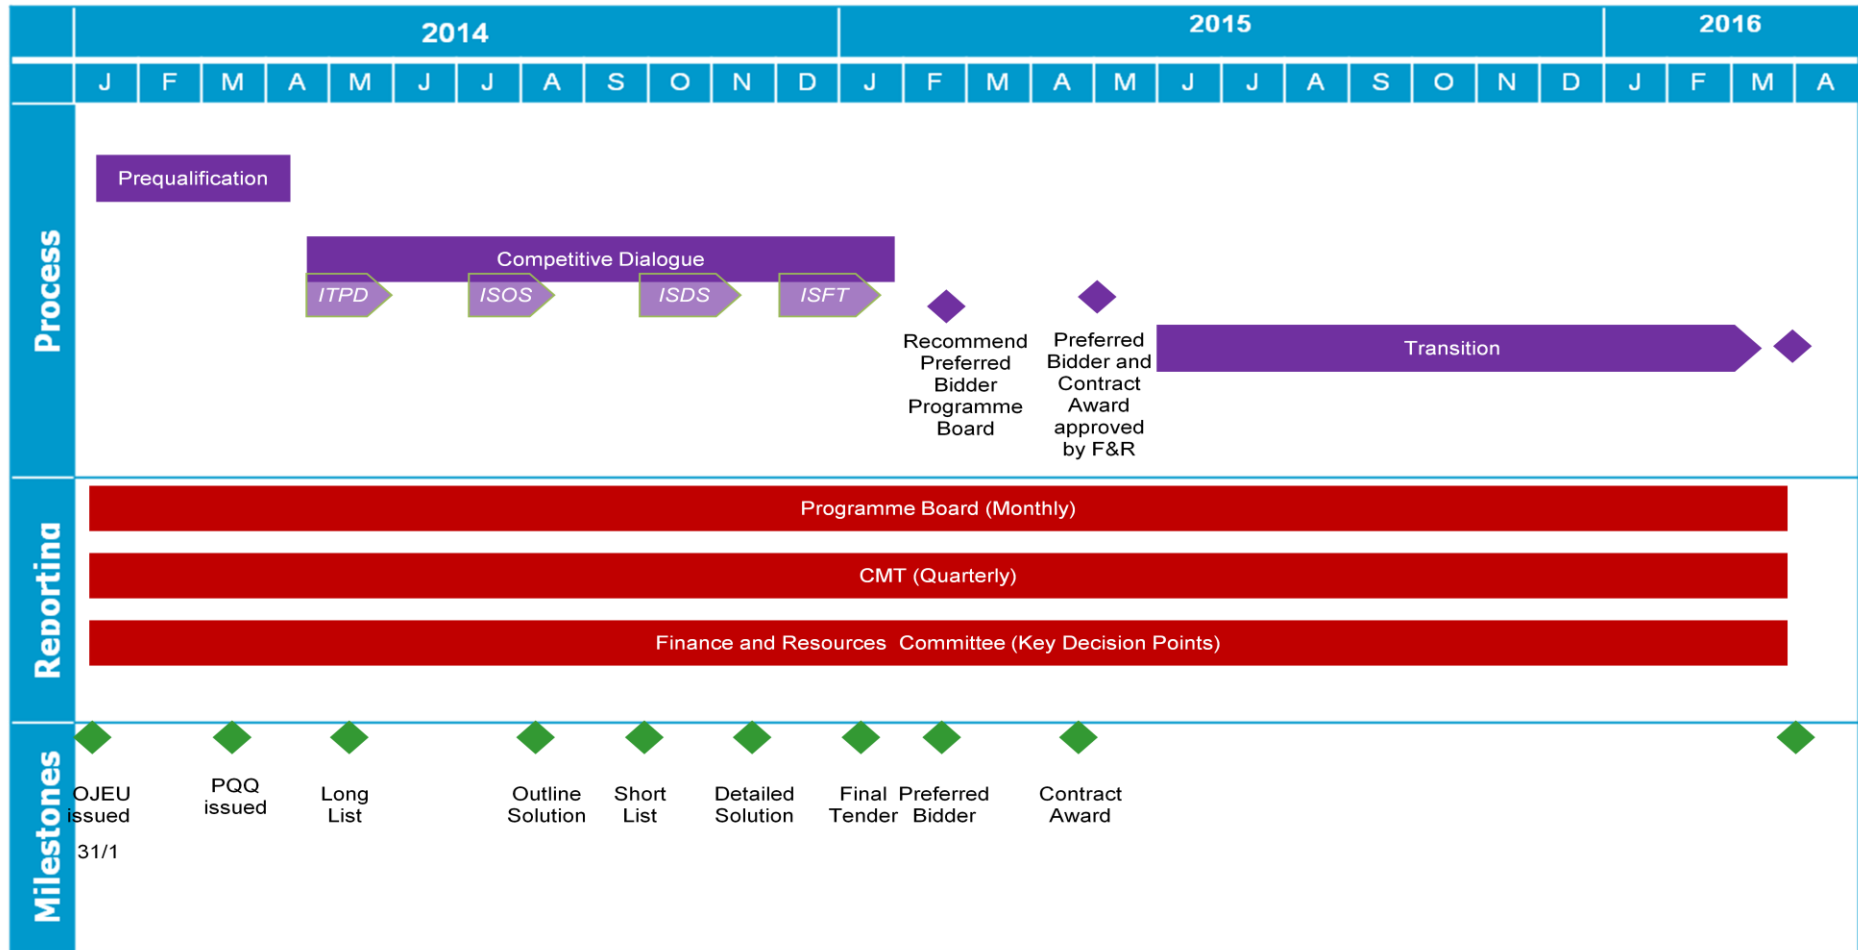 2014 2015 2016
J F M A M J J A S O N D J F M A M J J A S O N D J F M A
Process
Prequalification
Competitive Dialogue
ITPD ISOS ISDS ISFT
Recommend
Preferred
Bidder
Programme
Board
Preferred
Bidder and
Contract
Award
approved
by F&R
Transition
Reporting
Programme Board (Monthly)
CMT (Quarterly)
Finance and Resources Committee (Key Decision Points)
Milestones
OJEU
issued
31/1
PQQ
issued
Long
List
Outline
Solution
Short
List
Detailed
Solution
Final
Tender
Preferred
Bidder
Contract
Award